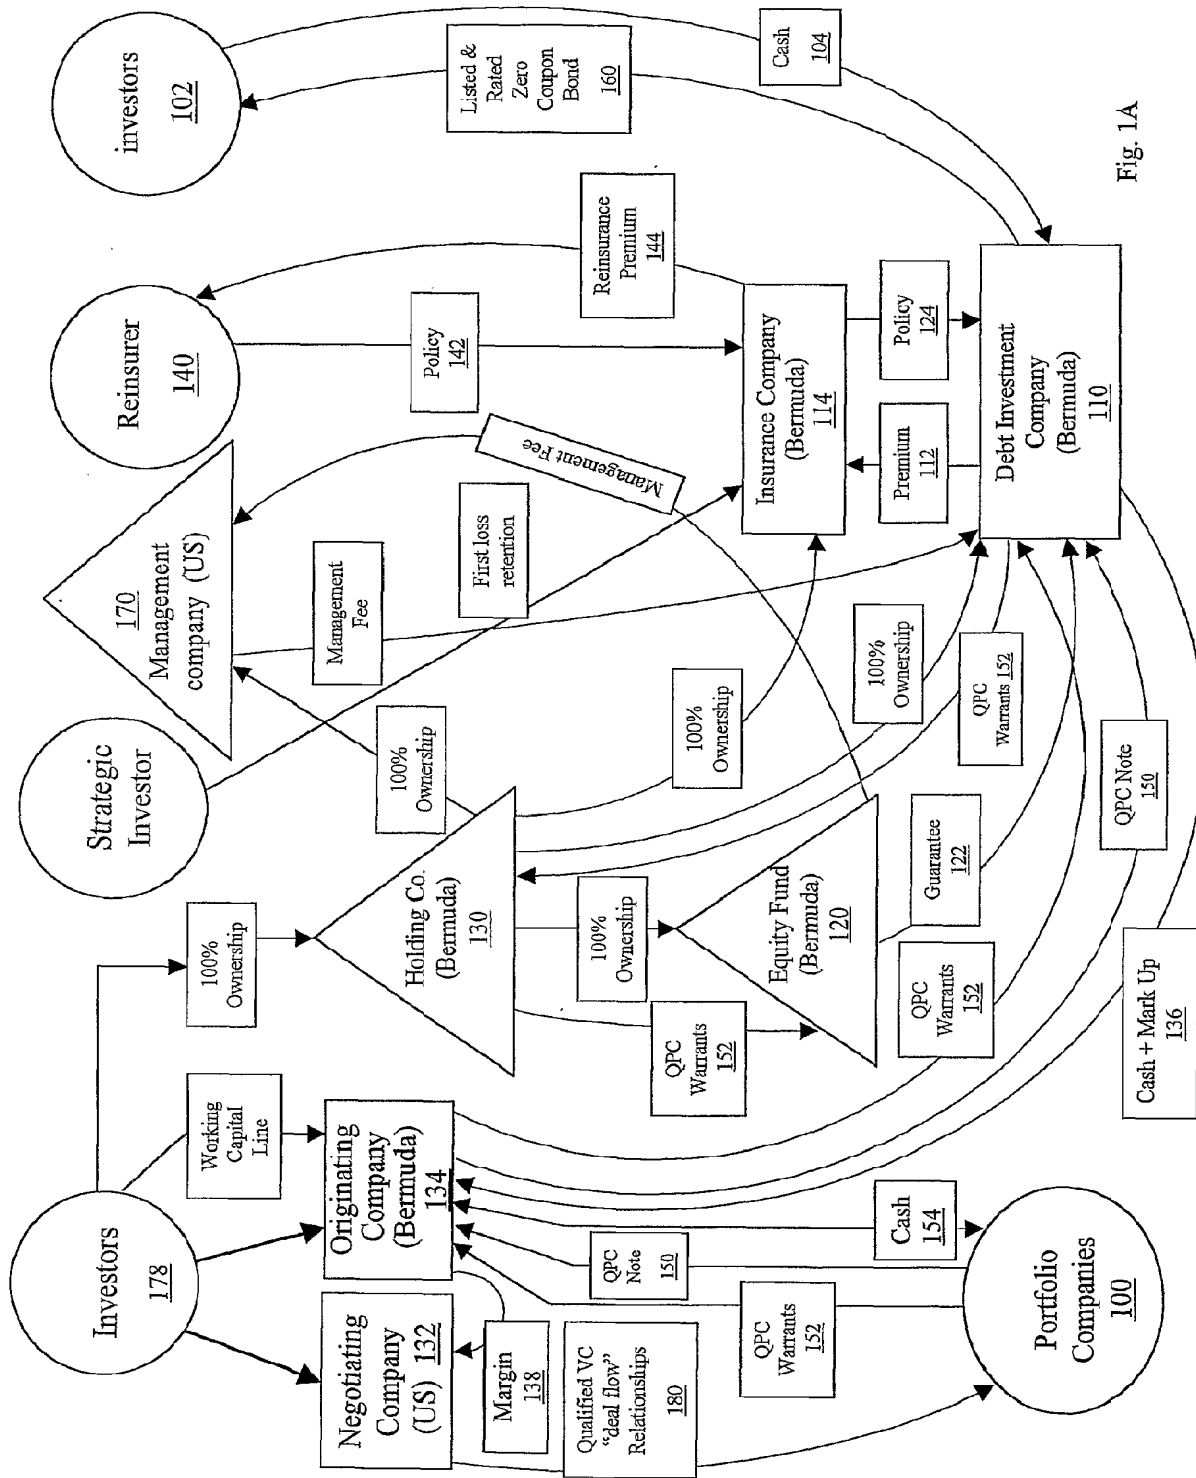 Investors
178
Strategic
Investor
170
Management
company (US)
Reinsurer
140
investors
102
100%
Ownership
Working
Capital
Line
100%
Ownership
Management
Fee
First loss
retention
Policy
142
Management Fee
Reinsurance
Premium
144
Listed &
Rated
Zero
Coupon
Bond
160
Cash
104
Negotiating
Company
(US) 132
Originating
Company
(Bermuda)
134
Holding Co.
(Bermuda)
130
100%
Ownership
Insurance Company
(Bermuda)
114
Margin
138
QPC
Warrants
152
100%
Ownership
Equity Fund
(Bermuda)
120
100%
Ownership
Premium
112
Policy
124
Qualified VC
"deal flow"
Relationships
180
QPC
Note
150
QPC
Warrants
152
Cash
154
QPC
Warrants
152
Guarantee
122
QPC
Warrants 152
Debt Investment
Company
(Bermuda)
110
Portfolio
Companies
100
Cash + Mark Up
136
QPC Note
150
Fig. 1A